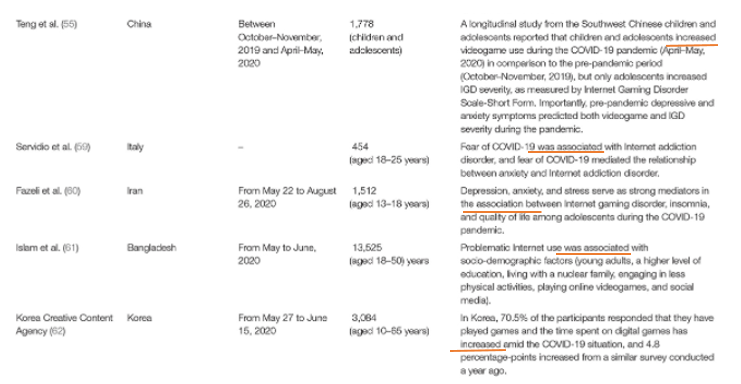 Teng et al. (55) China Between 1,778 A longitudinal study from the Southwest Chinese children and
October–November, (children and adolescents reported that children and adolescents increased
2019 and April–May, adolescents) videogame use during the COVID-19 pandemic (April–May,
2020 2020) in comparison to the pre-pandemic period
(October-November, 2019), but only adolescents increased
IGD severity, as measured by Internet Gaming Disorder
Scale-Short Form. Importantly, pre-pandemic depressive and
anxiety symptoms predicted both videogame and IGD
severity during the pandemic.
Servidio et al. (59) Italy – 454 Fear of COVID-19 was associated with Internet addiction
(aged 18–25 years) disorder, and fear of COVID-19 mediated the relationship
between anxiety and Internet addiction disorder.
Fazeli et al. (60) Iran From May 22 to August 1,512 Depression, anxiety, and stress serve as strong mediators in
26, 2020 (aged 13–18 years) the association between Internet gaming disorder, insomnia,
and quality of life among adolescents during the COVID-19
pandemic.
Islam et al. (61) Bangladesh From May to June, 13,525 Problematic Internet use was associated with
2020 (aged 18–50) years socio-demographic factors (young adults, a higher level of
education, living with a nuclear family, engaging in less
physical activities, playing online videogames, and social
media).
Korea Creative Content Korea From May 27 to June 3,084 In Korea, 70.5% of the participants responded that they have
Agency (62) 15, 2020 (aged 10–65 years) played games and the time spent on digital games has
increased amid the COVID-19 situation, and 4.8
percentage-points increased from a similar survey conducted
a year ago.